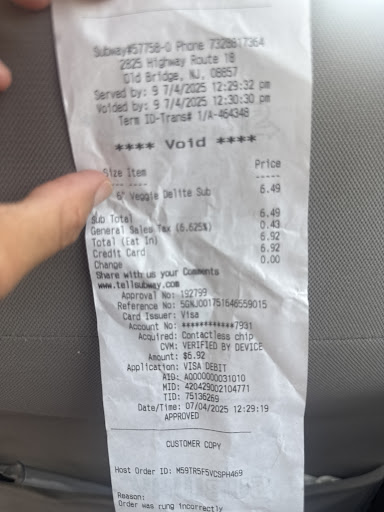 Subway#57758-0 Phone 7328817364
2825 Highway Route 18
Old Bridge, NJ, 08857
Served by: 9 7/4/2025 12:29:32 pm
Voided by: 9 7/4/2025 12:30:30 pm
Term ID-Trans# 1/A-464348
**** Void ****
Size Item Price
----- ---- -----
6" Veggie Delite Sub 6.49
Sub Total 6.49
General Sales Tax (6.625%) 0.43
Total (Eat In) 6.92
Credit Card 6.92
Change 0.00
Share with us your Comments
www.tellsubway.com
Approval No: 192799
Reference No: SGNJ001751646559015
Card Issuer: Visa
Account No: ************7931
Acquired: Contactless chip
CVM: VERIFIED BY DEVICE
Amount: $6.92
Application: VISA DEBIT
AID: A0000000031010
MID: 420429002104771
TID: 75136269
Date/Time: 07/04/2025 12:29:19
APPROVED
CUSTOMER COPY
Host Order ID: M59TR5F5VCSPH469
Reason:
Order was rung incorrectly